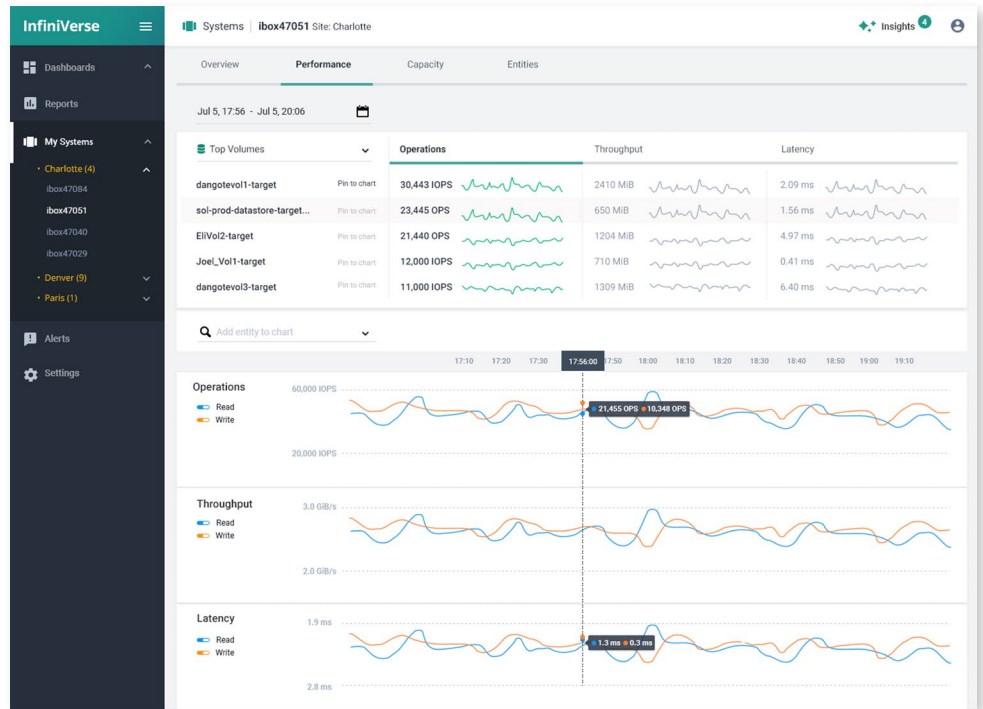 InfiniVerse
Systems ibox47051 Site: Charlotte
Insights 4
Dashboards
Reports
My Systems
Charlotte (4)
ibox47084
ibox47051
ibox47040
ibox47029
Denver (9)
Paris (1)
Alerts
Settings
Overview Performance Capacity Entities
Jul 5, 17:56 - Jul 5, 20:06
Top Volumes Operations Throughput Latency
dangotevol1-target Pin to chart 30,443 IOPS 2410 MiB 2.09 ms
sol-prod-datastore-target... Pin to chart 23,445 OPS 650 MiB 1.56 ms
EliVol2-target Pin to chart 21,440 OPS 1204 MiB 4.97 ms
Joel_Vol1-target Pin to chart 12,000 IOPS 710 MiB 0.41 ms
dangotevol3-target Pin to chart 11,000 IOPS 1309 MiB 6.40 ms
Add entity to chart
17:10 17:20 17:30 17:56:00 17:50 18:00 18:10 18:20 18:30 18:40 18:50 19:00 19:10
Operations 60,000 IOPS
Read
Write
21,455 OPS 10,348 OPS
20,000 IOPS
Throughput 3.0 GiB/s
Read
Write
2.0 GiB/s
Latency 1.9 ms
Read
Write
1.3 ms 0.3 ms
2.8 ms